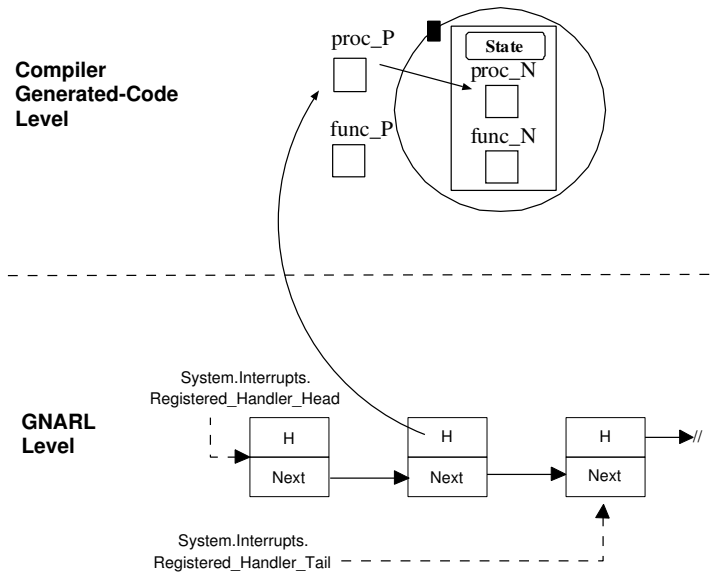 proc_P
State
proc_N
func_P
func_N
Compiler
Generated-Code
Level
System.Interrupts.
Registered_Handler_Head
GNARL
Level
H
H
H
//
Next
Next
Next
System.Interrupts.
Registered_Handler_Tail